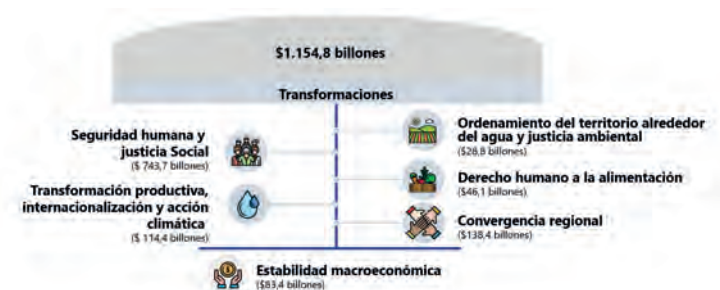 $1.154,8 billones
Transformaciones
Seguridad humana y
justicia Social
($ 743,7 billones)
Transformación productiva,
internacionalización y acción
climática
($ 114,4 billones)
Ordenamiento del territorio alrededor
del agua y justicia ambiental
($28,8 billones)
Derecho humano a la alimentación
($46,1 billones)
Convergencia regional
($138,4 billones)
Estabilidad macroeconómica
($83,4 billones)